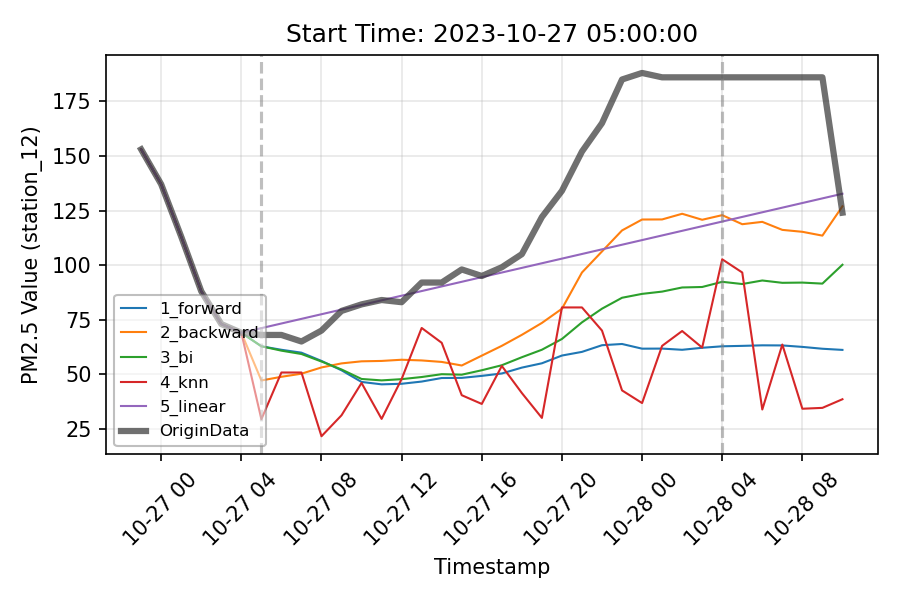 Start Time: 2023-10-27 05:00:00
PM2.5 Value (station_12)
175
150
125
100
75
50
25
1_forward
2_backward
3_bi
4_knn
5_linear
OriginData
10-27 00
10-27 04
10-27 08
10-27 12
10-27 16
10-27 20
10-28 00
10-28 04
10-28 08
Timestamp